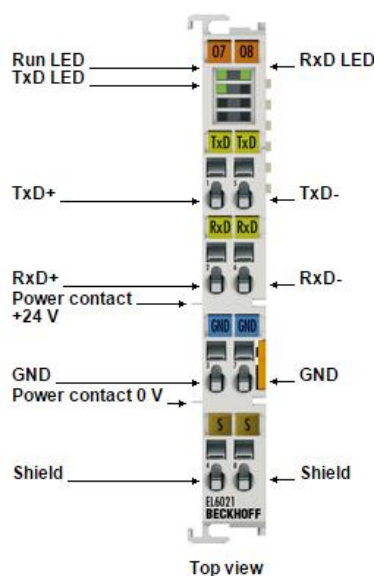 07 08
Run LED
RxD LED
TxD LED
TxD TxD
TxD+
TxD-
RxD RxD
RxD+
RxD-
Power contact
+24 V
GND GND
GND
GND
Power contact 0 V
S S
Shield
Shield
EL6021
BECKHOFF
Top view